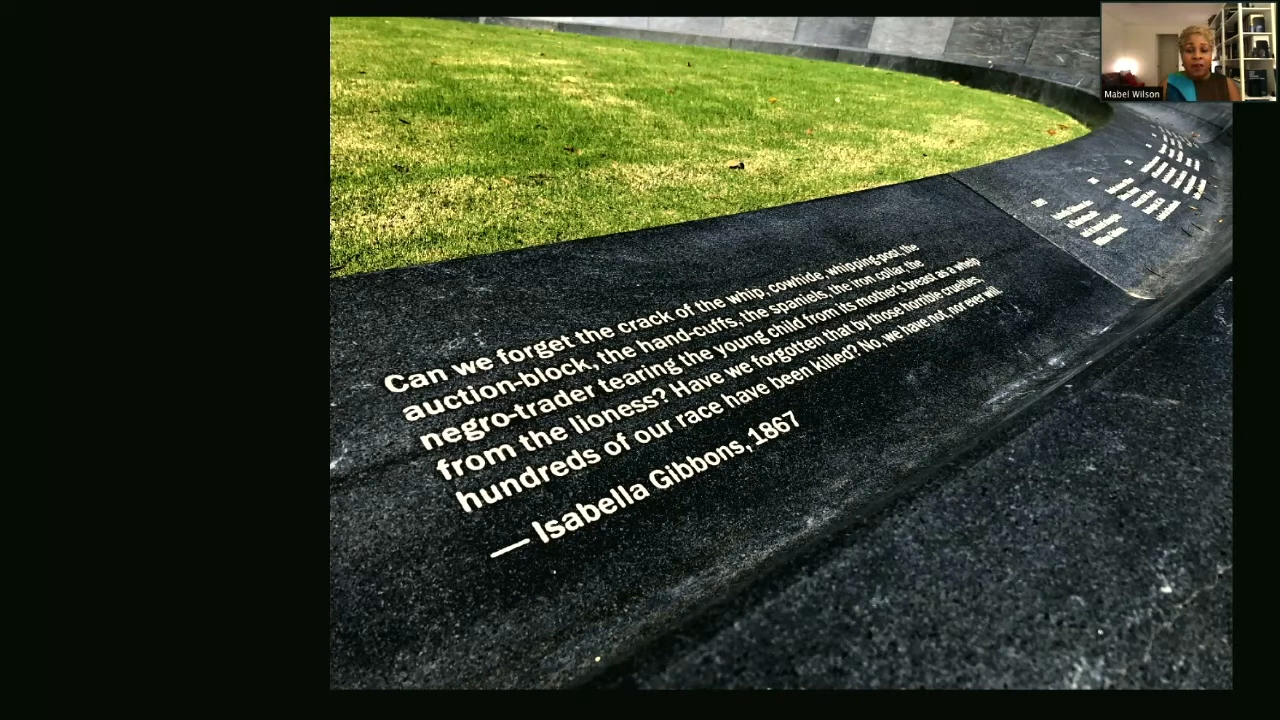 Mabel Wilson
Can we forget the crack of the whip, cowhide, whipping-post, the
auction-block, the hand-cuffs, the spaniels, the iron collar, the
negro-trader tearing the young child from its mother's breast as a whelp
from the lioness? Have we forgotten that by those horrible cruelties,
hundreds of our race have been killed? No, we have not, nor ever will.
— Isabella Gibbons, 1867